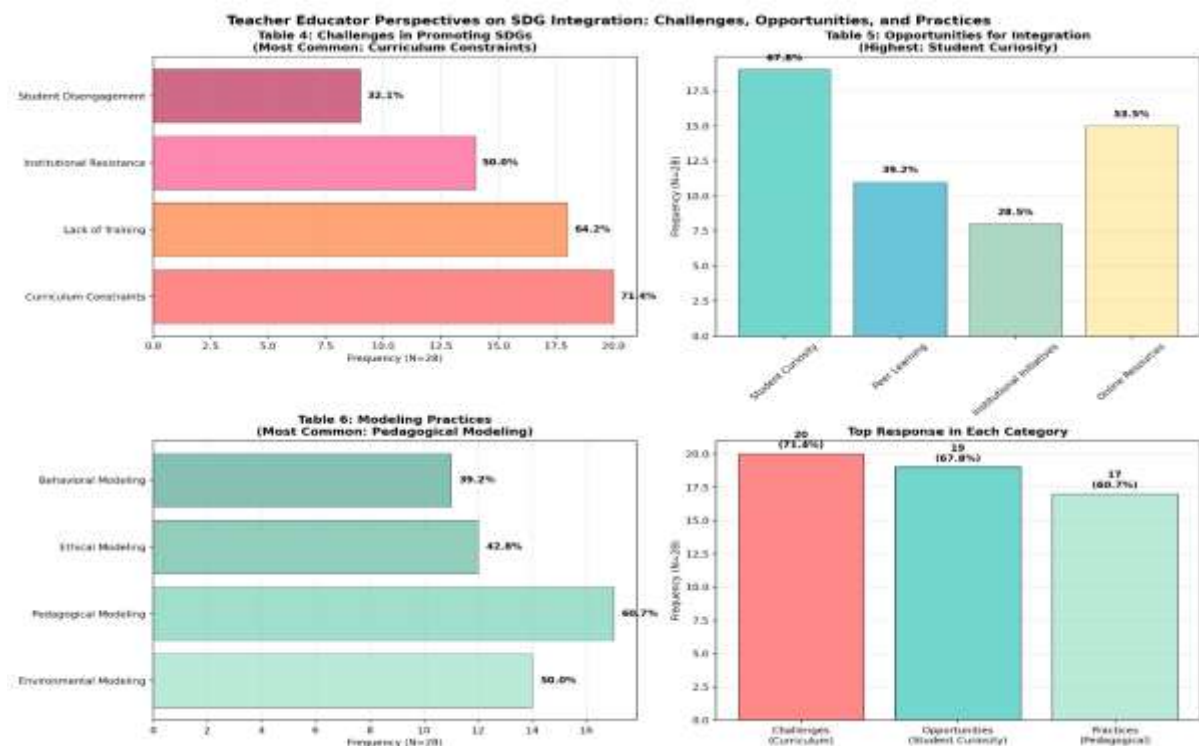 Teacher Educator Perspectives on SDG Integration: Challenges, Opportunities, and Practices
Table 4: Challenges in Promoting SDGs
(Most Common: Curriculum Constraints)
Student Disengagement
32.1%
Institutional Resistance
50.0%
Lack of Training
64.2%
Curriculum Constraints
71.4%
0.0 2.5 5.0 7.5 10.0 12.5 15.0 17.5 20.0
Frequency (N=28)
Table 5: Opportunities for Integration
(Highest: Student Curiosity)
67.8%
39.2%
28.5%
53.5%
17.5
15.0
12.5
10.0
7.5
5.0
2.5
0.0
Frequency (N=28)
Student Curiosity
Peer Learning
Institutional Initiatives
Online Resources
Table 6: Modeling Practices
(Most Common: Pedagogical Modeling)
Behavioral Modeling
39.2%
Ethical Modeling
42.8%
Pedagogical Modeling
60.7%
Environmental Modeling
50.0%
0 2 4 6 8 10 12 14 16
Frequency (N=28)
Top Response in Each Category
20
(71.4%)
19
(67.8%)
17
(60.7%)
20.0
17.5
15.0
12.5
10.0
7.5
5.0
2.5
0.0
Frequency (N=28)
Challenges
(Curriculum)
Opportunities
(Student Curiosity)
Practices
(Pedagogical)